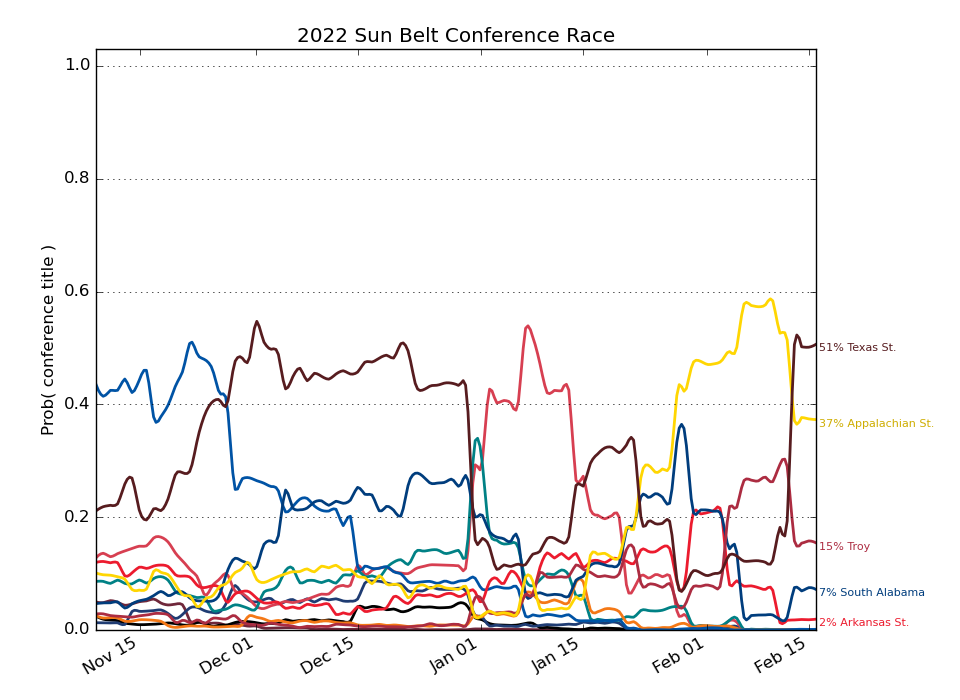 2022 Sun Belt Conference Race
1.0
0.8
0.6
0.4
0.2
0.0
Prob( conference title )
51% Texas St.
37% Appalachian St.
15% Troy
7% South Alabama
2% Arkansas St.
Nov 15
Dec 01
Dec 15
Jan 01
Jan 15
Feb 01
Feb 15